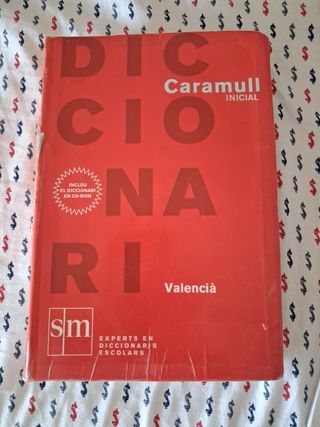 DIC
Caramull
INICIAL
CIO
INCLOU
EL DICCIONARI
EN CD-ROM
NA
RI
Valencià
sm
EXPERTS EN
DICCIONARIS
ESCOLARS